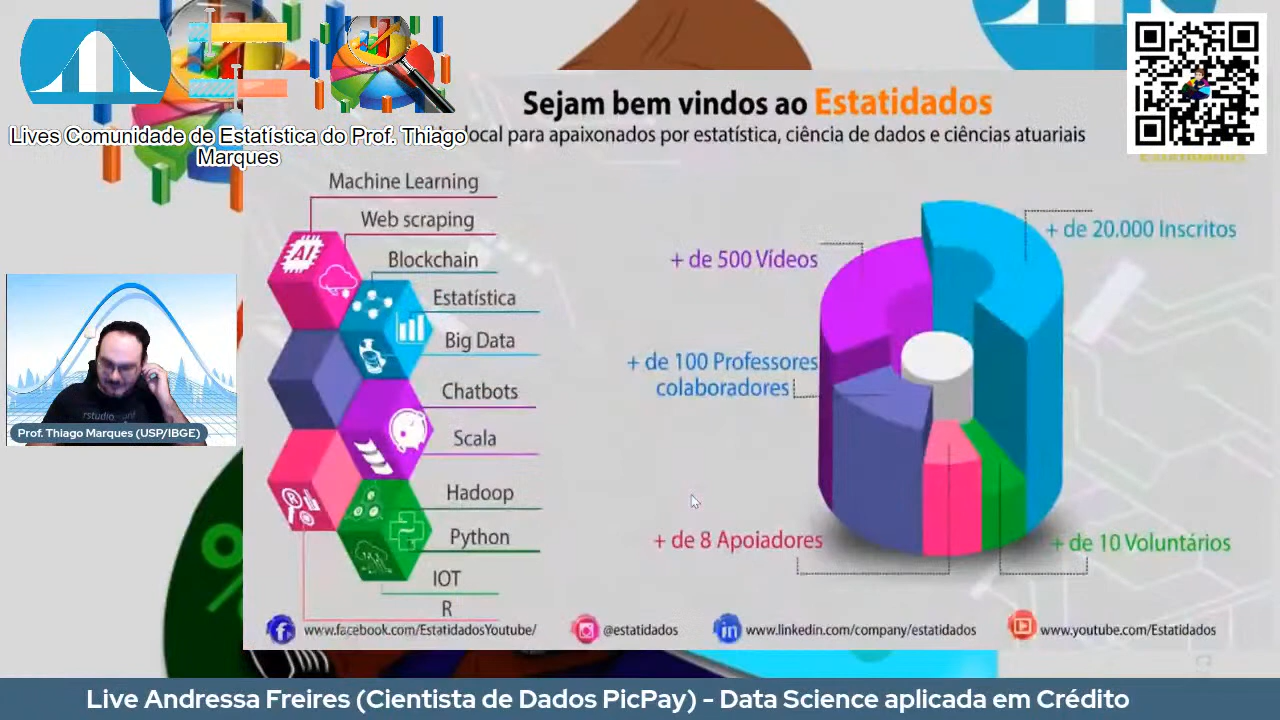 Lives Comunidade de Estatística do Prof. Thiago
Marques
Sejam bem vindos ao Estatidados
local para apaixonados por estatística, ciência de dados e ciências atuariais
Estatidados
Machine Learning
Web scraping
Blockchain
Estatística
Big Data
Chatbots
Scala
Hadoop
Python
IOT
R
AI
R
+ de 500 Vídeos
+ de 20.000 Inscritos
+ de 100 Professores
colaboradores
+ de 8 Apoiadores
+ de 10 Voluntários
Prof. Thiago Marques (USP/IBGE)
www.facebook.com/EstatidadosYoutube/
@estatidados
www.linkedin.com/company/estatidados
www.youtube.com/Estatidados
Live Andressa Freires (Cientista de Dados PicPay) - Data Science aplicada em Crédito